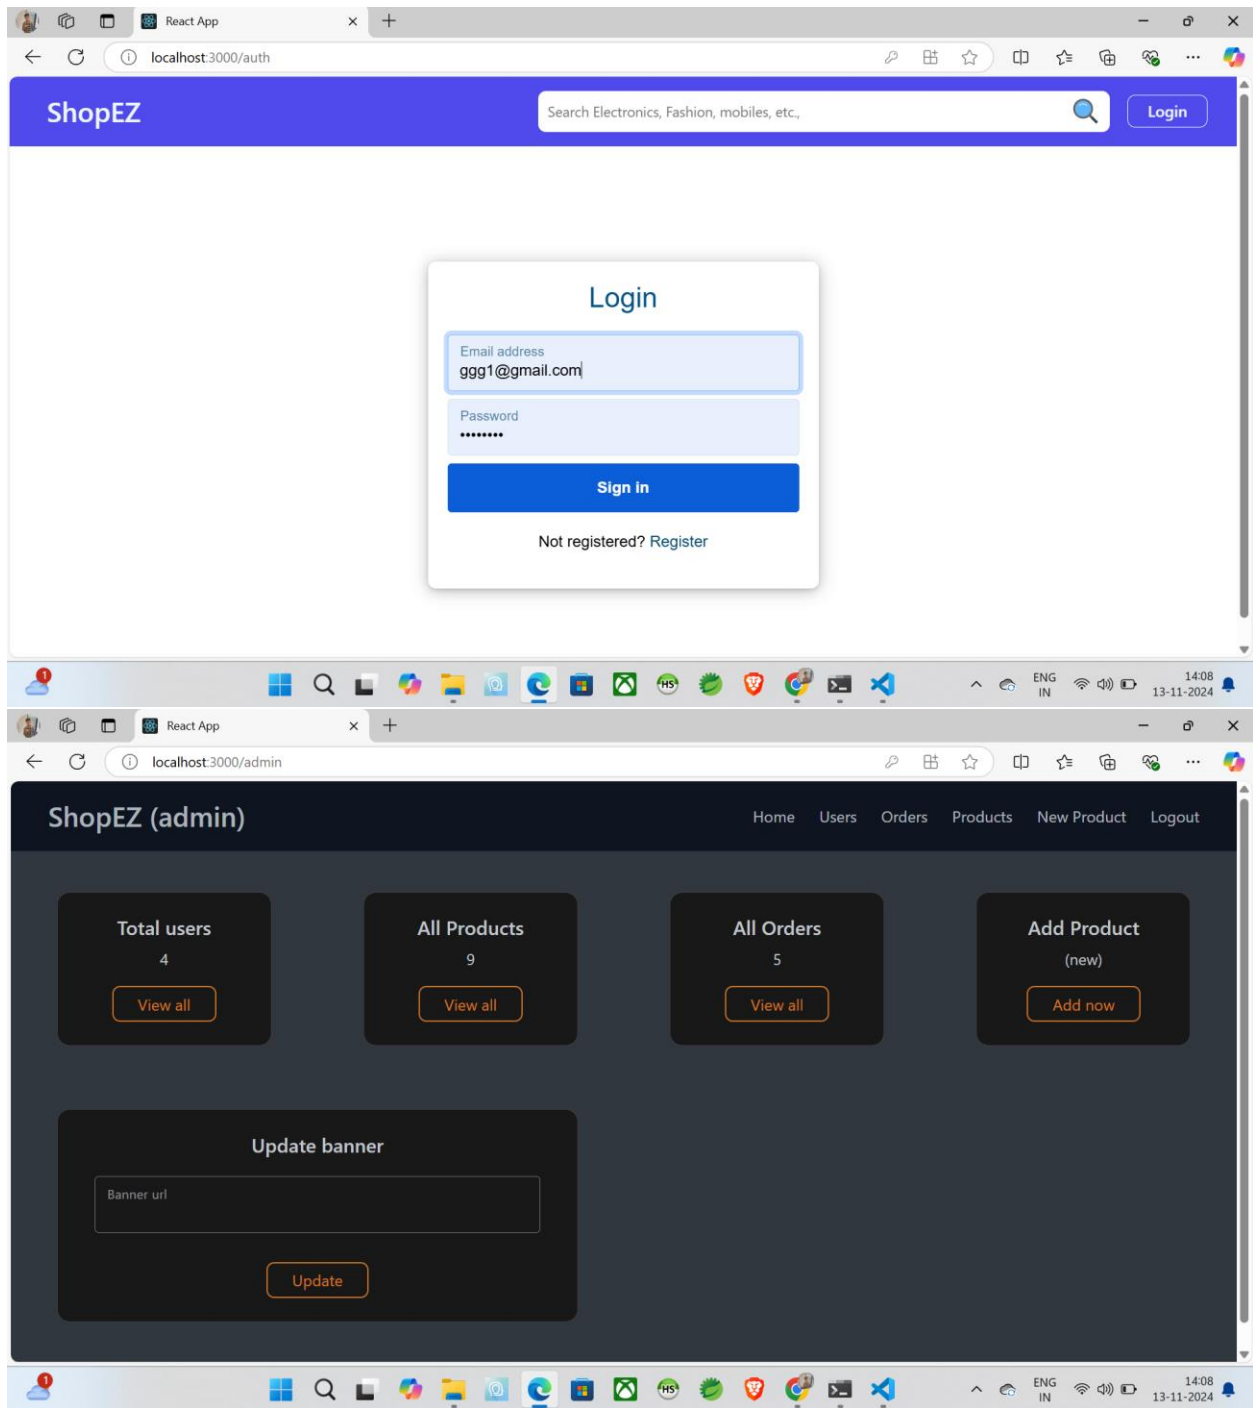 React App
localhost:3000/auth
ShopEZ
Search Electronics, Fashion, mobiles, etc.,
Login
Login
Email address
ggg1@gmail.com
Password
••••••••
Sign in
Not registered? Register
1
HS
ENG
IN
14:08
13-11-2024
React App
localhost:3000/admin
ShopEZ (admin)
Home Users Orders Products New Product Logout
Total users All Products All Orders Add Product
4 9 5 (new)
View all View all View all Add now
Update banner
Banner url
Update
1
HS
ENG
IN
14:08
13-11-2024